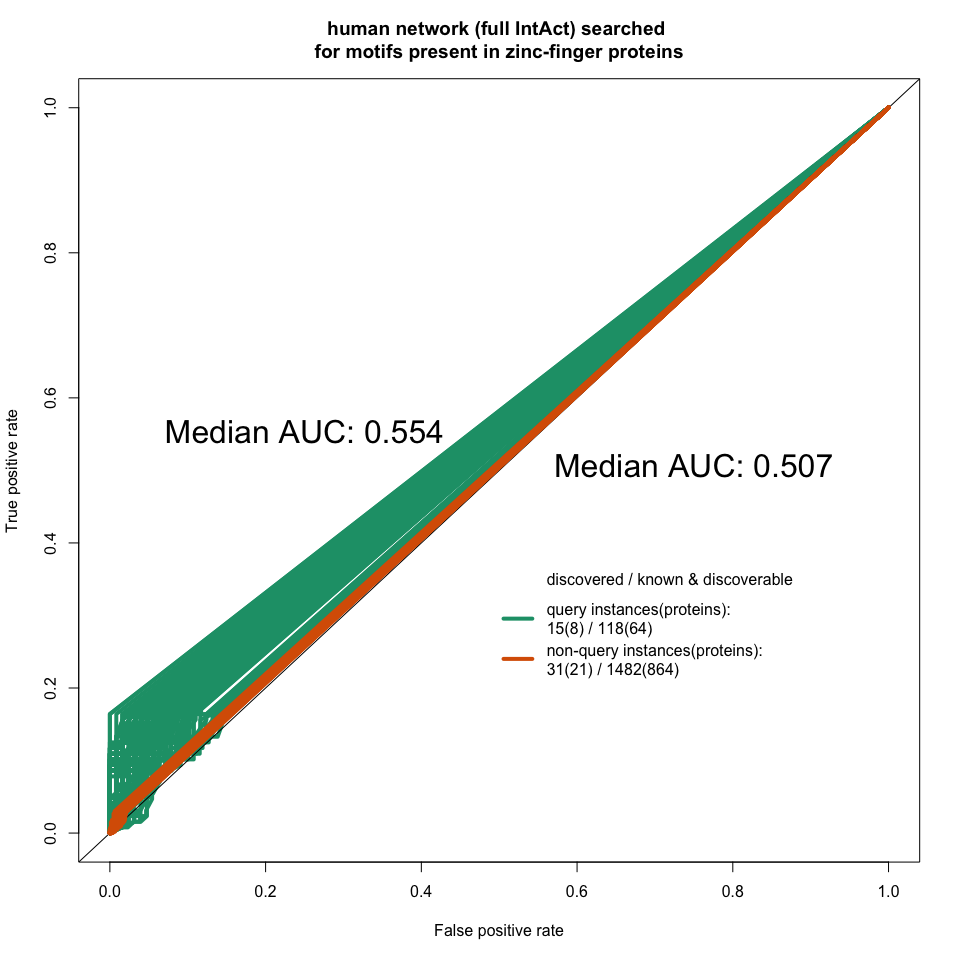 human network (full IntAct) searched
for motifs present in zinc-finger proteins
True positive rate
1.0
0.8
0.6
0.4
0.2
0.0
Median AUC: 0.554
Median AUC: 0.507
discovered / known & discoverable
query instances(proteins):
15(8) / 118(64)
non-query instances(proteins):
31(21) / 1482(864)
0.0 0.2 0.4 0.6 0.8 1.0
False positive rate